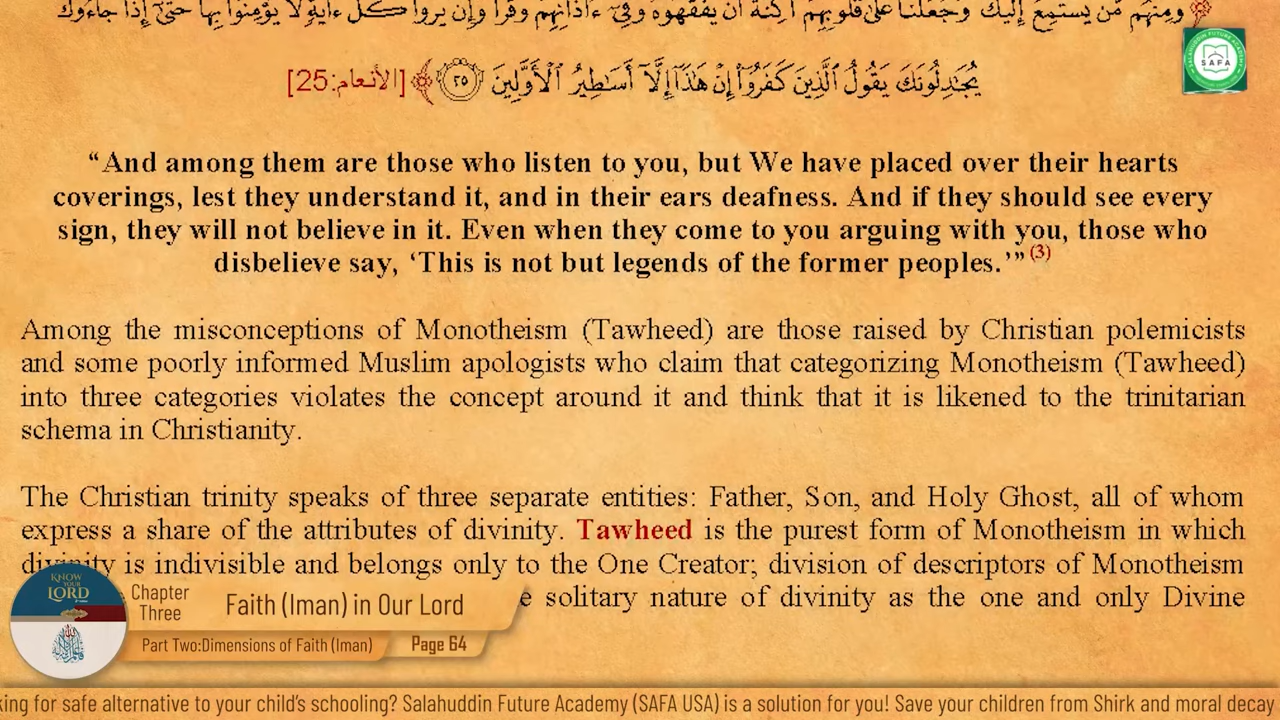 ﴿ وَمِنْهُم مَّن يَسْتَمِعُ إِلَيْكَ وَجَعَلْنَا عَلَىٰ قُلُوبِهِمْ أَكِنَّةً أَن يَفْقَهُوهُ وَفِىٓ ءَاذَانِهِمْ وَقْرًا وَإِن يَرَوْا۟ كُلَّ ءَايَةٍ لَّا يُؤْمِنُوا۟ بِهَا حَتَّىٰٓ إِذَا جَآءُوكَ
يُجَـٰدِلُونَكَ يَقُولُ ٱلَّذِينَ كَفَرُوٓا۟ إِنْ هَـٰذَآ إِلَّآ أَسَـٰطِيرُ ٱلْأَوَّلِينَ ٢٥ ﴾ [الأنعام:25]
SAFA
“And among them are those who listen to you, but We have placed over their hearts
coverings, lest they understand it, and in their ears deafness. And if they should see every
sign, they will not believe in it. Even when they come to you arguing with you, those who
disbelieve say, ‘This is not but legends of the former peoples.’” (3)
Among the misconceptions of Monotheism (Tawheed) are those raised by Christian polemicists
and some poorly informed Muslim apologists who claim that categorizing Monotheism (Tawheed)
into three categories violates the concept around it and think that it is likened to the trinitarian
schema in Christianity.
The Christian trinity speaks of three separate entities: Father, Son, and Holy Ghost, all of whom
express a share of the attributes of divinity. Tawheed is the purest form of Monotheism in which
divinity is indivisible and belongs only to the One Creator; division of descriptors of Monotheism
solitary nature of divinity as the one and only Divine
KNOW
YOUR
LORD
Chapter
Three
Faith (Iman) in Our Lord
Part Two:Dimensions of Faith (Iman)
Page 64
king for safe alternative to your child's schooling? Salahuddin Future Academy (SAFA USA) is a solution for you! Save your children from Shirk and moral decay